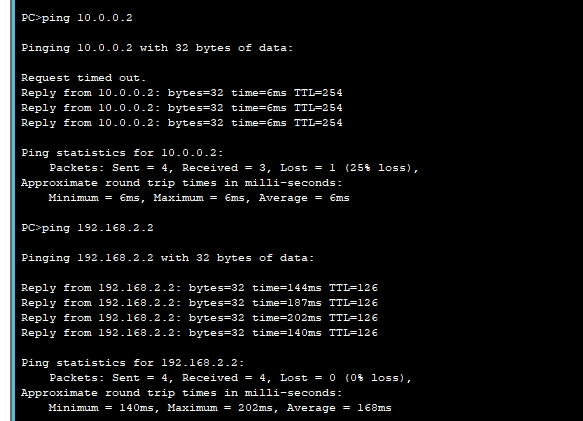 PC>ping 10.0.0.2
Pinging 10.0.0.2 with 32 bytes of data:
Request timed out.
Reply from 10.0.0.2: bytes=32 time=6ms TTL=254
Reply from 10.0.0.2: bytes=32 time=6ms TTL=254
Reply from 10.0.0.2: bytes=32 time=6ms TTL=254
Ping statistics for 10.0.0.2:
    Packets: Sent = 4, Received = 3, Lost = 1 (25% loss),
Approximate round trip times in milli-seconds:
    Minimum = 6ms, Maximum = 6ms, Average = 6ms
PC>ping 192.168.2.2
Pinging 192.168.2.2 with 32 bytes of data:
Reply from 192.168.2.2: bytes=32 time=144ms TTL=126
Reply from 192.168.2.2: bytes=32 time=187ms TTL=126
Reply from 192.168.2.2: bytes=32 time=202ms TTL=126
Reply from 192.168.2.2: bytes=32 time=140ms TTL=126
Ping statistics for 192.168.2.2:
    Packets: Sent = 4, Received = 4, Lost = 0 (0% loss),
Approximate round trip times in milli-seconds:
    Minimum = 140ms, Maximum = 202ms, Average = 168ms